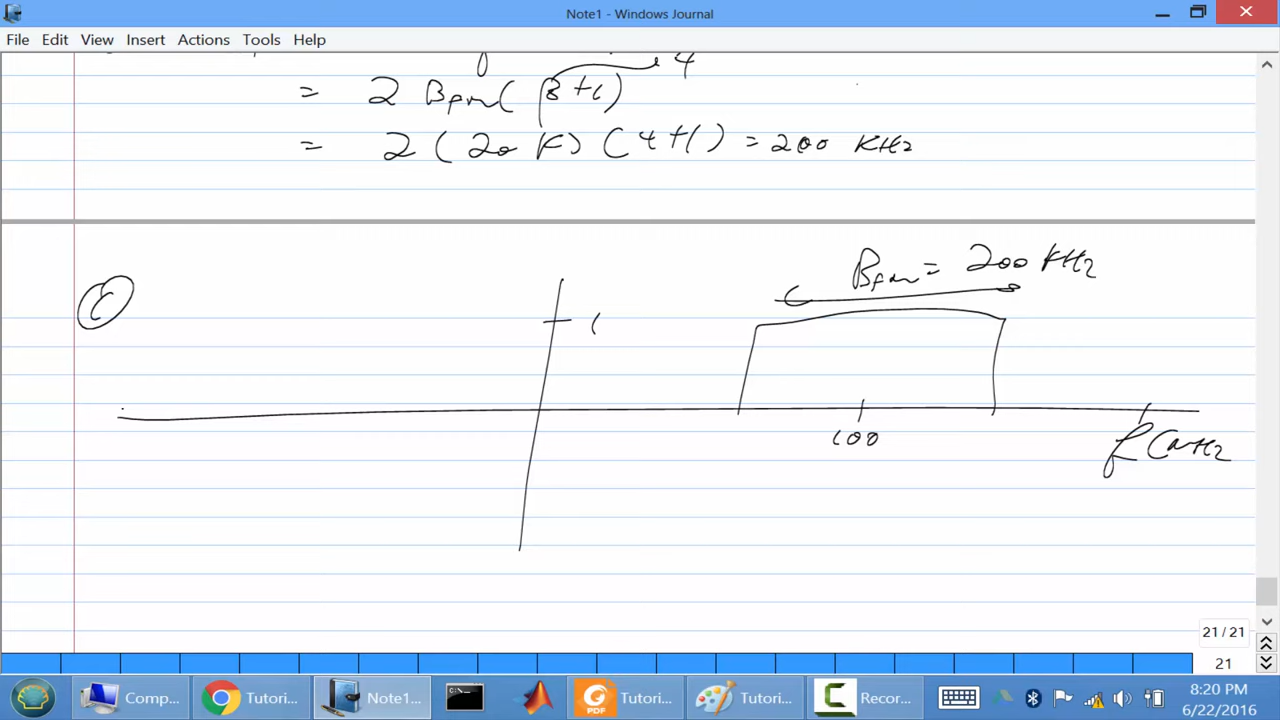 Note1 - Windows Journal
File Edit View Insert Actions Tools Help
4
= 2 Bfm (β+1)
= 2 (20 K) (4+1) = 200 KHz
Bfm = 200 KHz
1
100
f (MHz
21 / 21
21
Comp... Tutori... Note1... Tutori... Tutori... Recor...
8:20 PM
6/22/2016